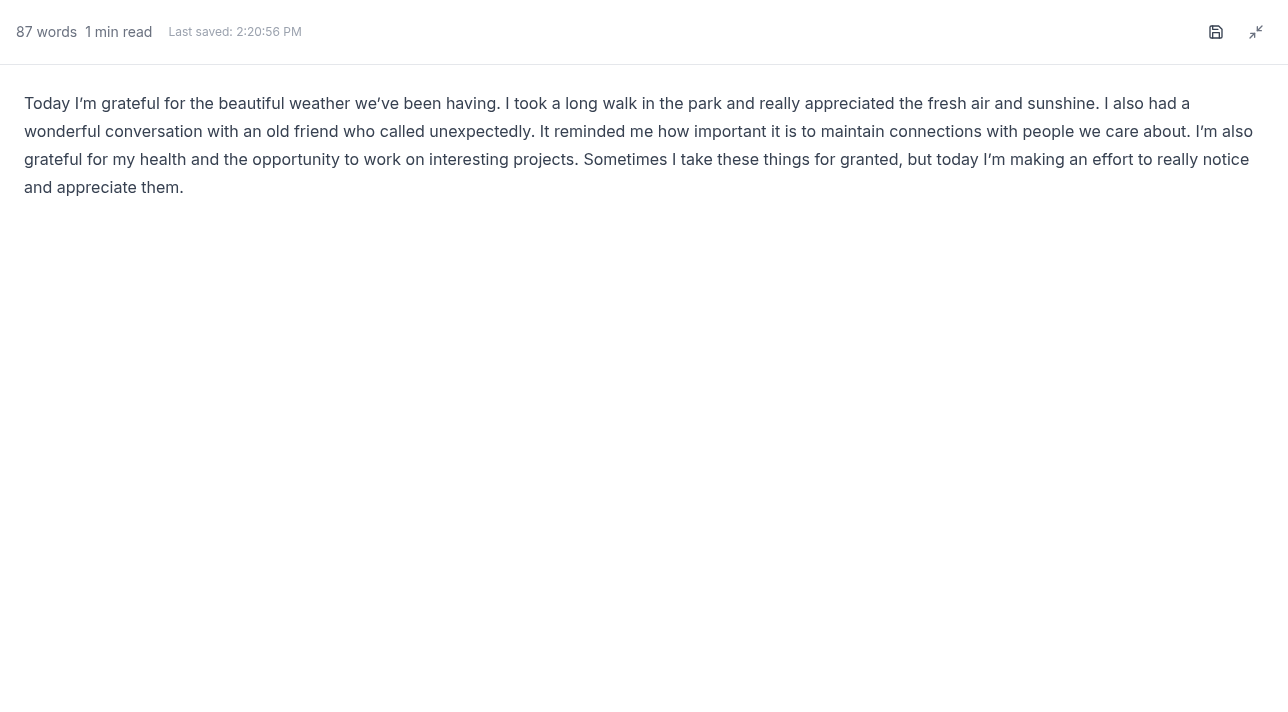 87 words 1 min read Last saved: 2:20:56 PM
Today I’m grateful for the beautiful weather we’ve been having. I took a long walk in the park and really appreciated the fresh air and sunshine. I also had a
wonderful conversation with an old friend who called unexpectedly. It reminded me how important it is to maintain connections with people we care about. I’m also
grateful for my health and the opportunity to work on interesting projects. Sometimes I take these things for granted, but today I’m making an effort to really notice
and appreciate them.